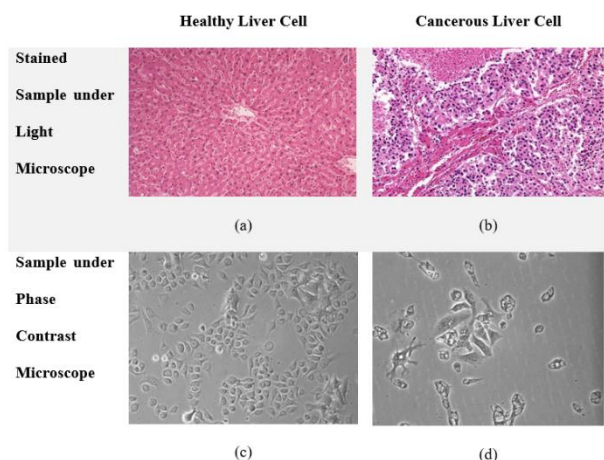 Healthy Liver Cell Cancerous Liver Cell
Stained
Sample under
Light
Microscope
(a) (b)
Sample under
Phase
Contrast
Microscope
(c) (d)